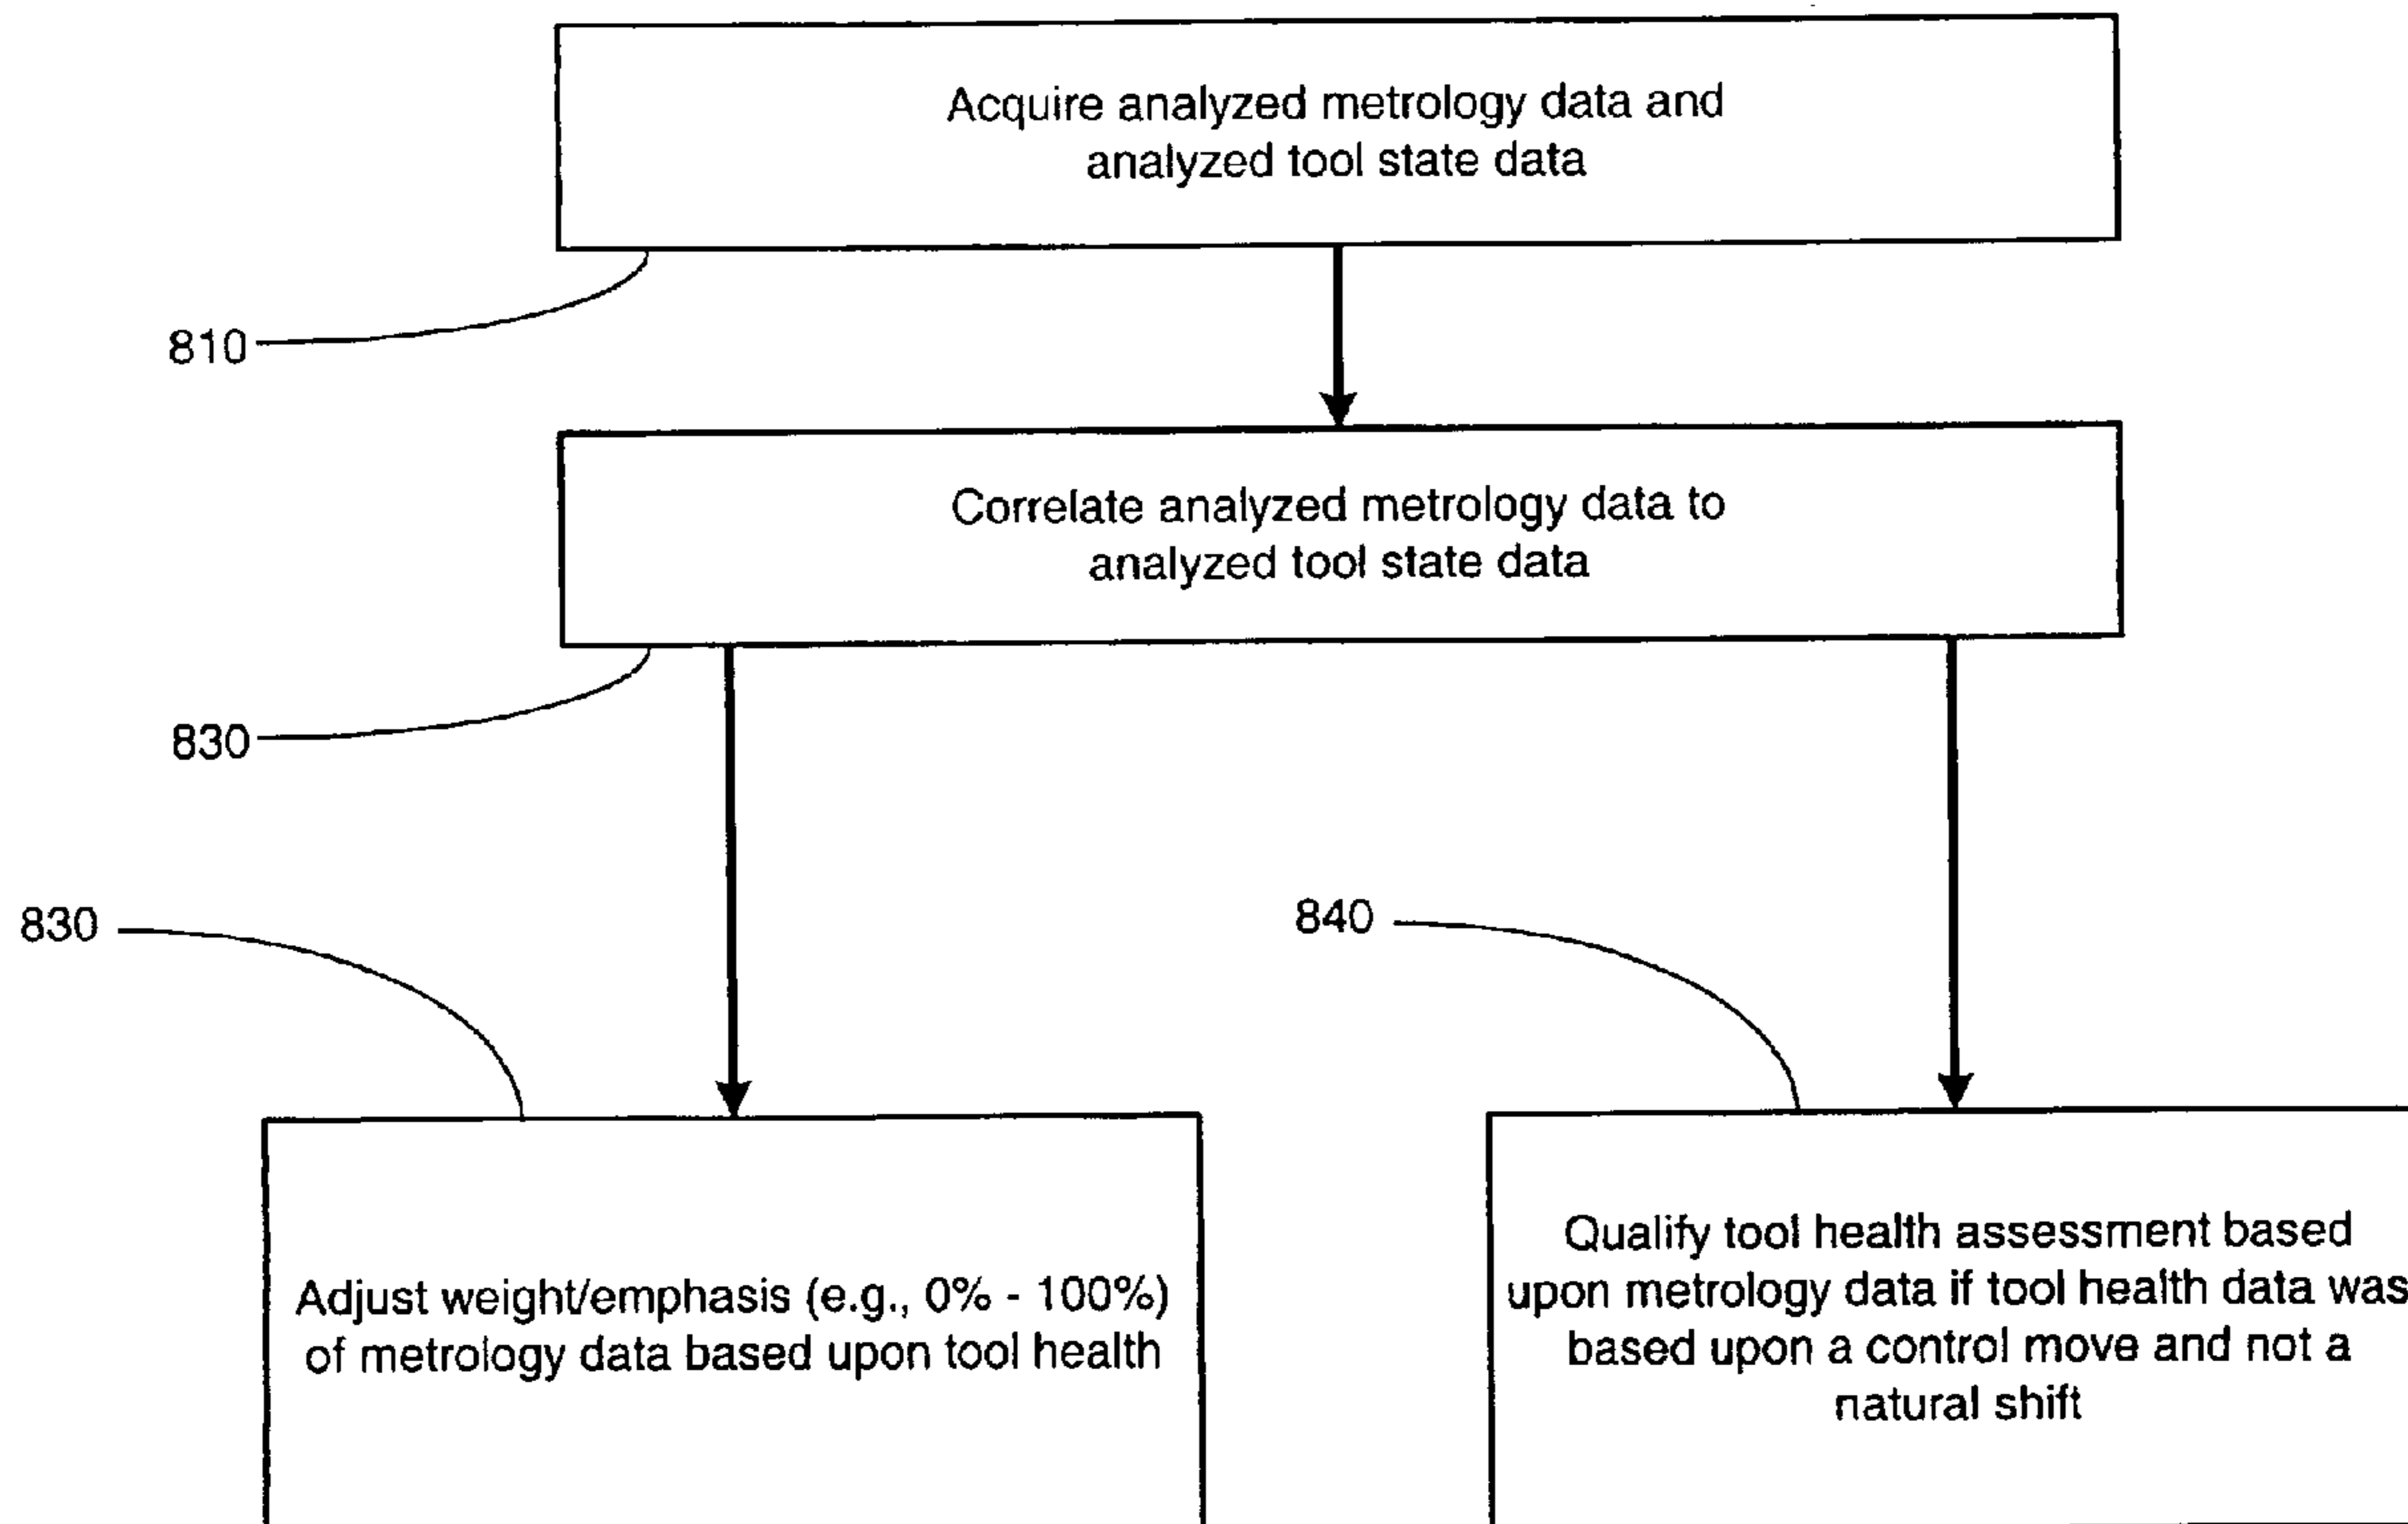 Acquire analyzed metrology data and
analyzed tool state data
810
Correlate analyzed metrology data to
analyzed tool state data
830
830
840
Adjust weight/emphasis (e.g., 0% - 100%)
of metrology data based upon tool health
Qualify tool health assessment based
upon metrology data if tool health data was
based upon a control move and not a
natural shift